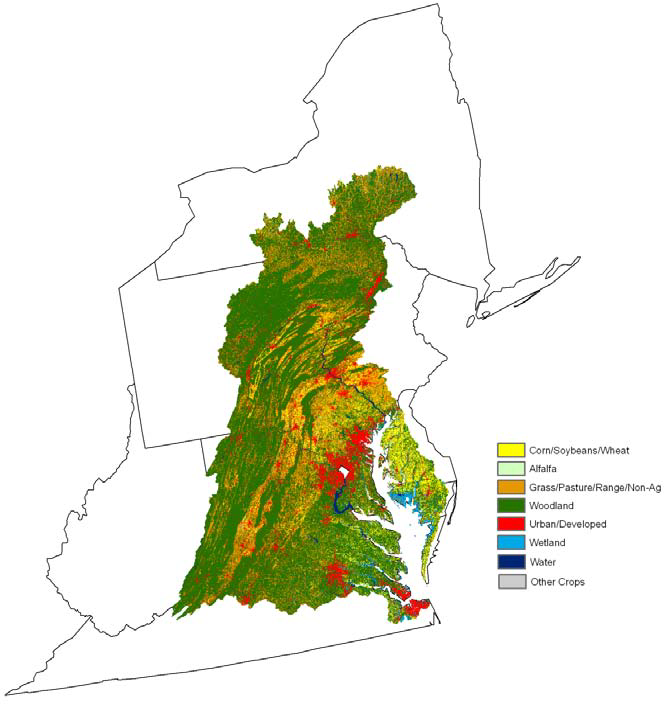 Corn/Soybeans/Wheat
Alfalfa
Grass/Pasture/Range/Non-Ag
Woodland
Urban/Developed
Wetland
Water
Other Crops